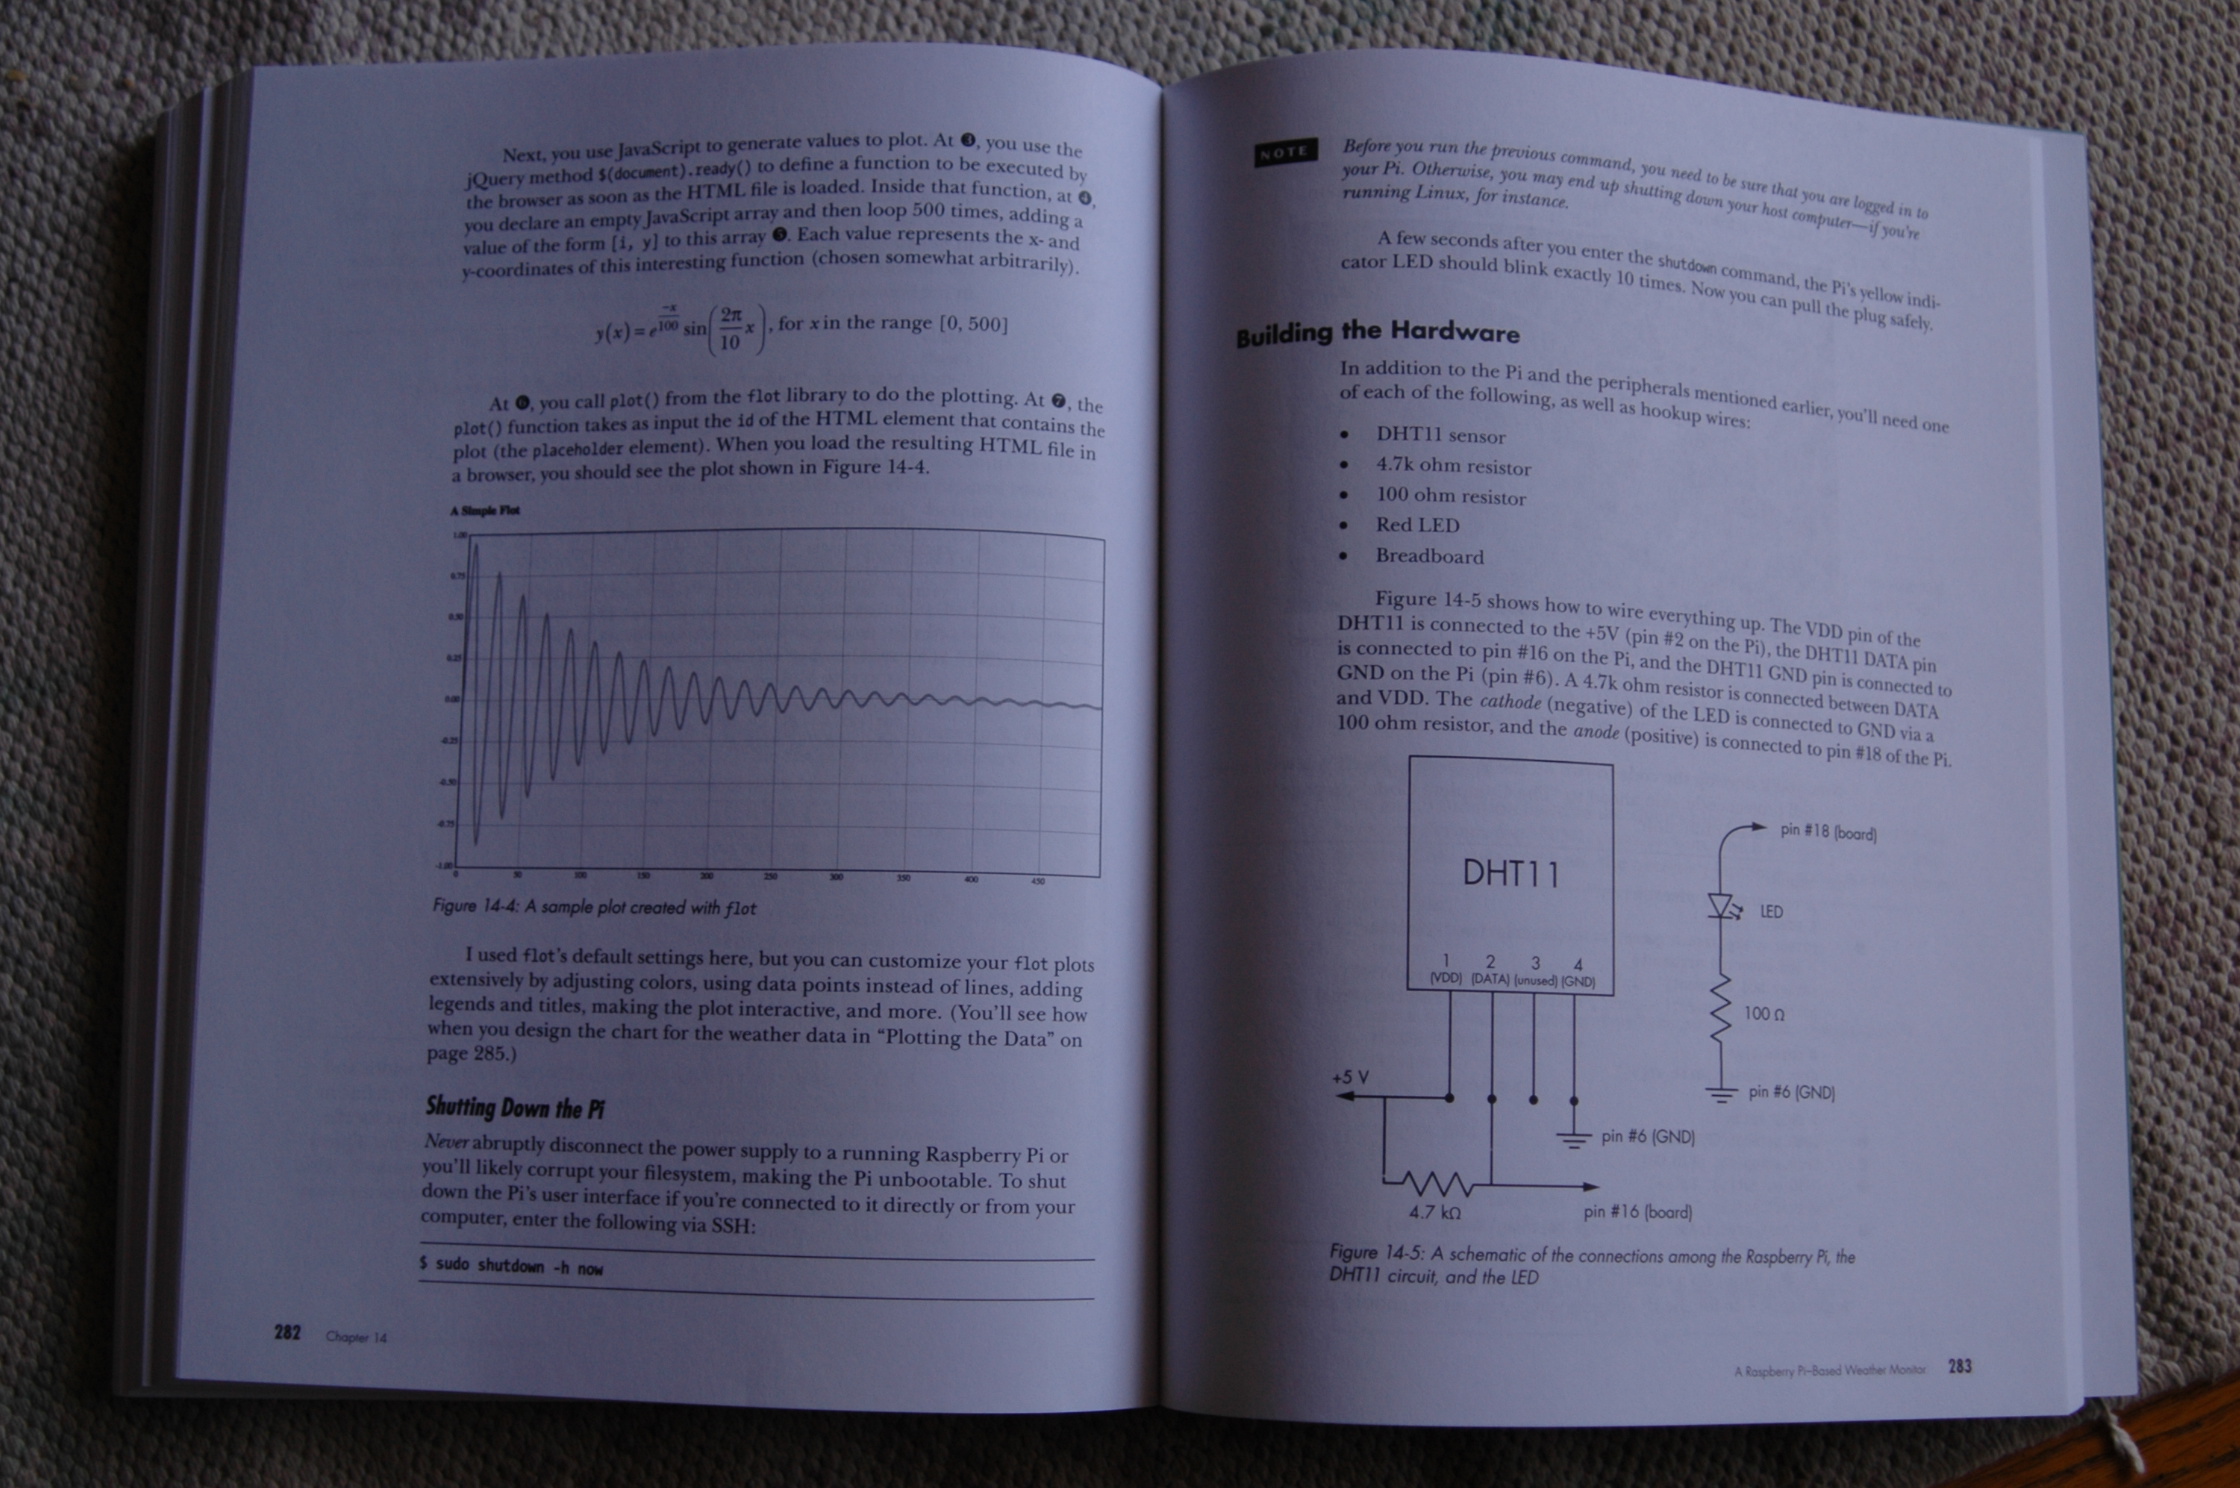 Next, you use JavaScript to generate values to plot. At ❸, you use the
jQuery method $(document).ready() to define a function to be executed by
the browser as soon as the HTML file is loaded. Inside that function, at ❹,
you declare an empty JavaScript array and then loop 500 times, adding a
value of the form [i, y] to this array ❺. Each value represents the x- and
y-coordinates of this interesting function (chosen somewhat arbitrarily).
y(x) = e^(-x/100) sin(2π/10 x), for x in the range [0, 500]
At ❻, you call plot() from the flot library to do the plotting. At ❼, the
plot() function takes as input the id of the HTML element that contains the
plot (the placeholder element). When you load the resulting HTML file in
a browser, you should see the plot shown in Figure 14-4.
A Simple Flot
1.00
0.75
0.50
0.25
0.00
-0.25
-0.50
-0.75
-1.00
0 50 100 150 200 250 300 350 400 450
Figure 14-4: A sample plot created with flot
I used flot's default settings here, but you can customize your flot plots
extensively by adjusting colors, using data points instead of lines, adding
legends and titles, making the plot interactive, and more. (You'll see how
when you design the chart for the weather data in “Plotting the Data” on
page 285.)
Shutting Down the Pi
Never abruptly disconnect the power supply to a running Raspberry Pi or
you'll likely corrupt your filesystem, making the Pi unbootable. To shut
down the Pi's user interface if you're connected to it directly or from your
computer, enter the following via SSH:
$ sudo shutdown -h now
282 Chapter 14
NOTE
Before you run the previous command, you need to be sure that you are logged in to
your Pi. Otherwise, you may end up shutting down your host computer—if you're
running Linux, for instance.
A few seconds after you enter the shutdown command, the Pi's yellow indi-
cator LED should blink exactly 10 times. Now you can pull the plug safely.
Building the Hardware
In addition to the Pi and the peripherals mentioned earlier, you'll need one
of each of the following, as well as hookup wires:
• DHT11 sensor
• 4.7k ohm resistor
• 100 ohm resistor
• Red LED
• Breadboard
Figure 14-5 shows how to wire everything up. The VDD pin of the
DHT11 is connected to the +5V (pin #2 on the Pi), the DHT11 DATA pin
is connected to pin #16 on the Pi, and the DHT11 GND pin is connected to
GND on the Pi (pin #6). A 4.7k ohm resistor is connected between DATA
and VDD. The cathode (negative) of the LED is connected to GND via a
100 ohm resistor, and the anode (positive) is connected to pin #18 of the Pi.
DHT11
1 2 3 4
(VDD) (DATA) (unused) (GND)
+5 V
4.7 kΩ
pin #6 (GND)
pin #16 (board)
pin #18 (board)
LED
100 Ω
pin #6 (GND)
Figure 14-5: A schematic of the connections among the Raspberry Pi, the
DHT11 circuit, and the LED
A Raspberry Pi–Based Weather Monitor 283